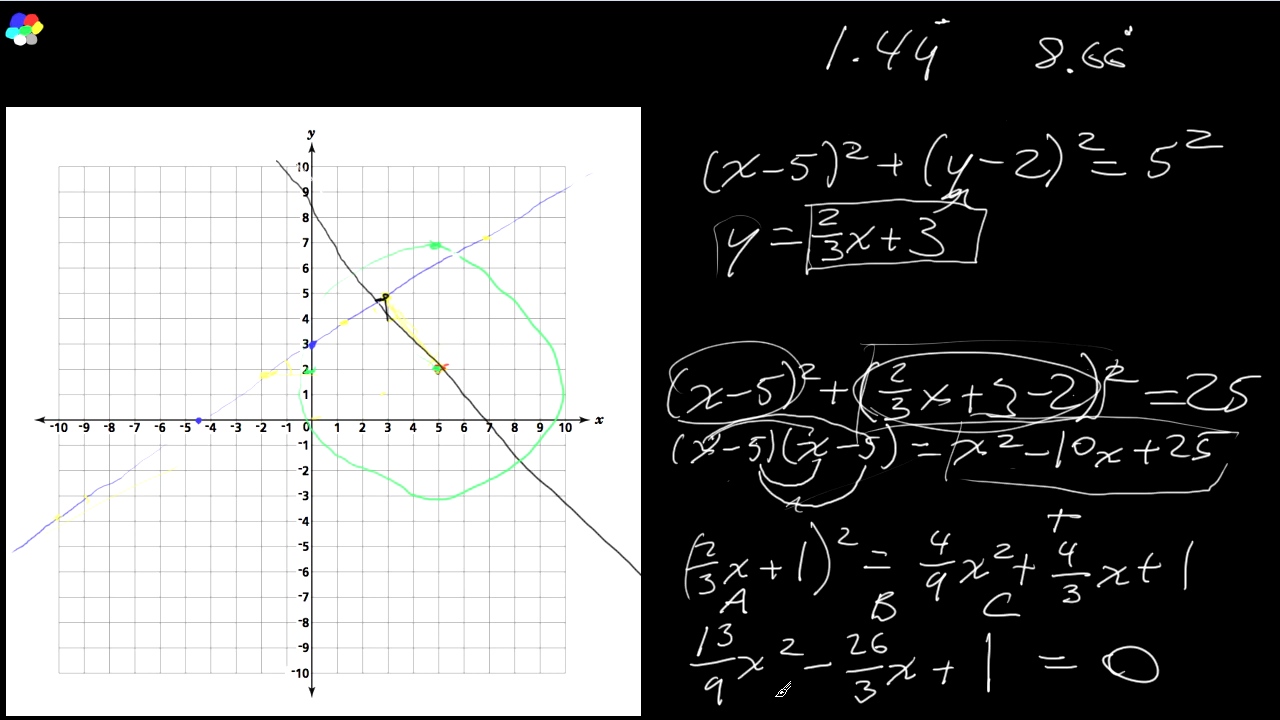 1.44 8.66
(x-5)² + (y-2)² = 5²
y = 2/3x + 3
(x-5)² + (2/3x + 3 - 2)² = 25
(x-5)(x-5) = x² - 10x + 25
(2/3x + 1)² = 4/9x² + 4/3x + 1
A B C
13/9x² - 26/3x + 1 = 0
y
10
9
8
7
6
5
4
3
2
1
-10 -9 -8 -7 -6 -5 -4 -3 -2 -1 0 1 2 3 4 5 6 7 8 9 10 x
-1
-2
-3
-4
-5
-6
-7
-8
-9
-10